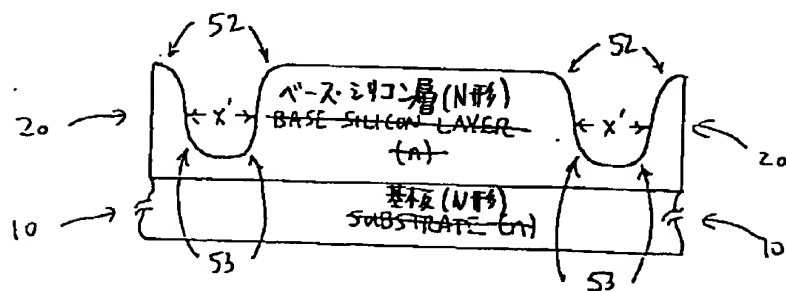 52 52
ベース・シリコン層(N形)
20 x' BASE SILICON LAYER x' 20
(n)
基板(N形)
10 SUBSTRATE (n) 10
53 53